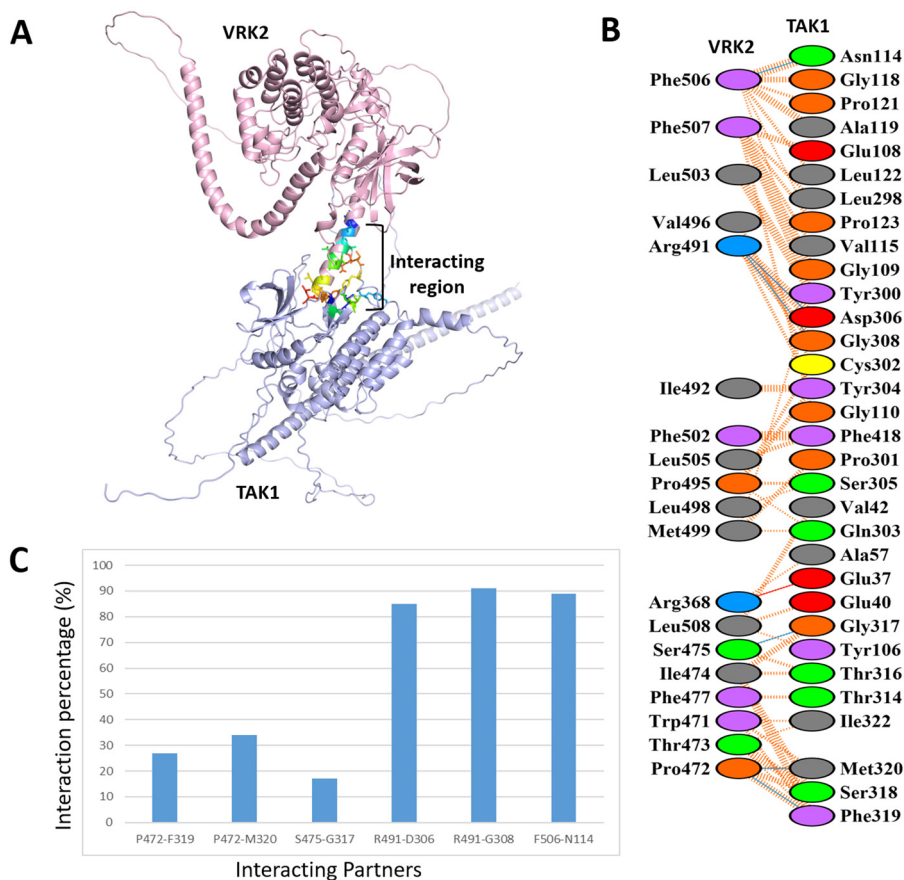 A
VRK2
Interacting
region
TAK1
B
VRK2
TAK1
Phe506
Phe507
Leu503
Val496
Arg491
Ile492
Phe502
Leu505
Pro495
Leu498
Met499
Arg368
Leu508
Ser475
Ile474
Phe477
Trp471
Thr473
Pro472
Asn114
Gly118
Pro121
Ala119
Glu108
Leu122
Leu298
Pro123
Val115
Gly109
Tyr300
Asp306
Gly308
Cys302
Tyr304
Gly110
Phe418
Pro301
Ser305
Val42
Gln303
Ala57
Glu37
Glu40
Gly317
Tyr106
Thr316
Thr314
Ile322
Met320
Ser318
Phe319
C
Interaction percentage (%)
100
90
80
70
60
50
40
30
20
10
0
P472-F319 P472-M320 S475-G317 R491-D306 R491-G308 F506-N114
Interacting Partners